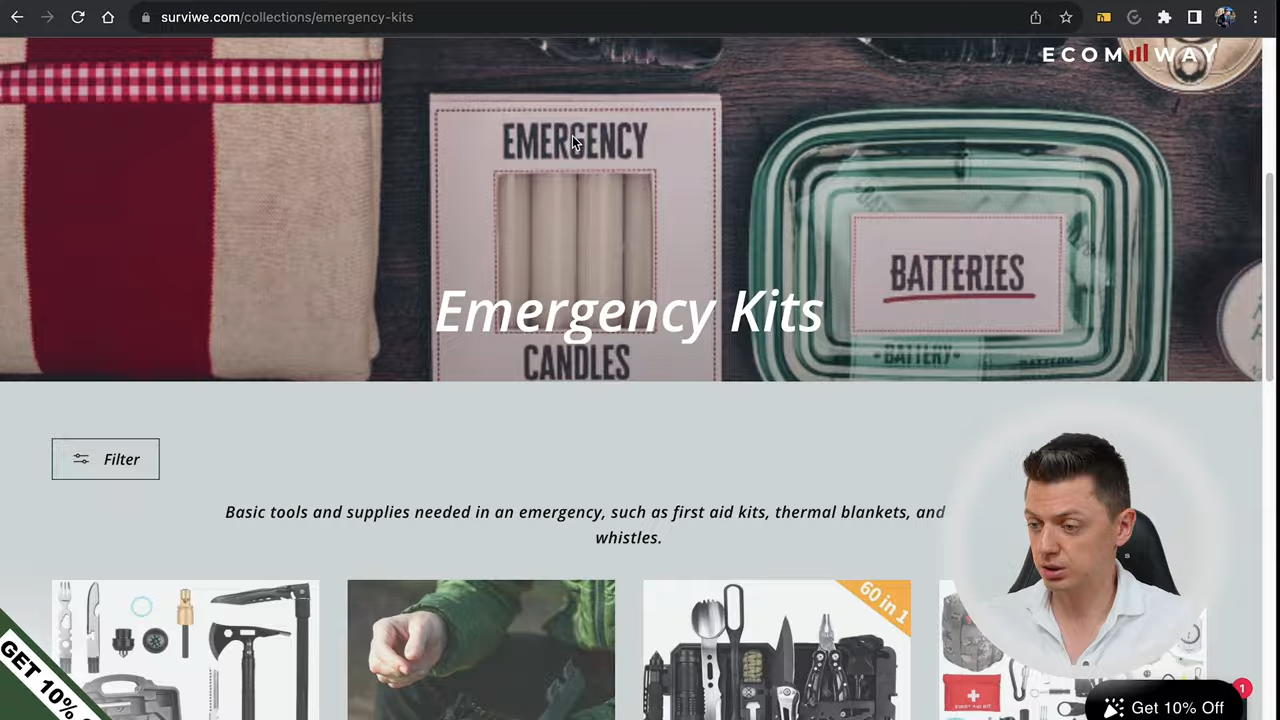 surviwe.com/collections/emergency-kits
ECOM WAY
EMERGENCY
BATTERIES
Emergency Kits
CANDLES
BATTERY
BATTERY
Filter
Basic tools and supplies needed in an emergency, such as first aid kits, thermal blankets, and
whistles.
60 in 1
GET 10%
1
Get 10% Off